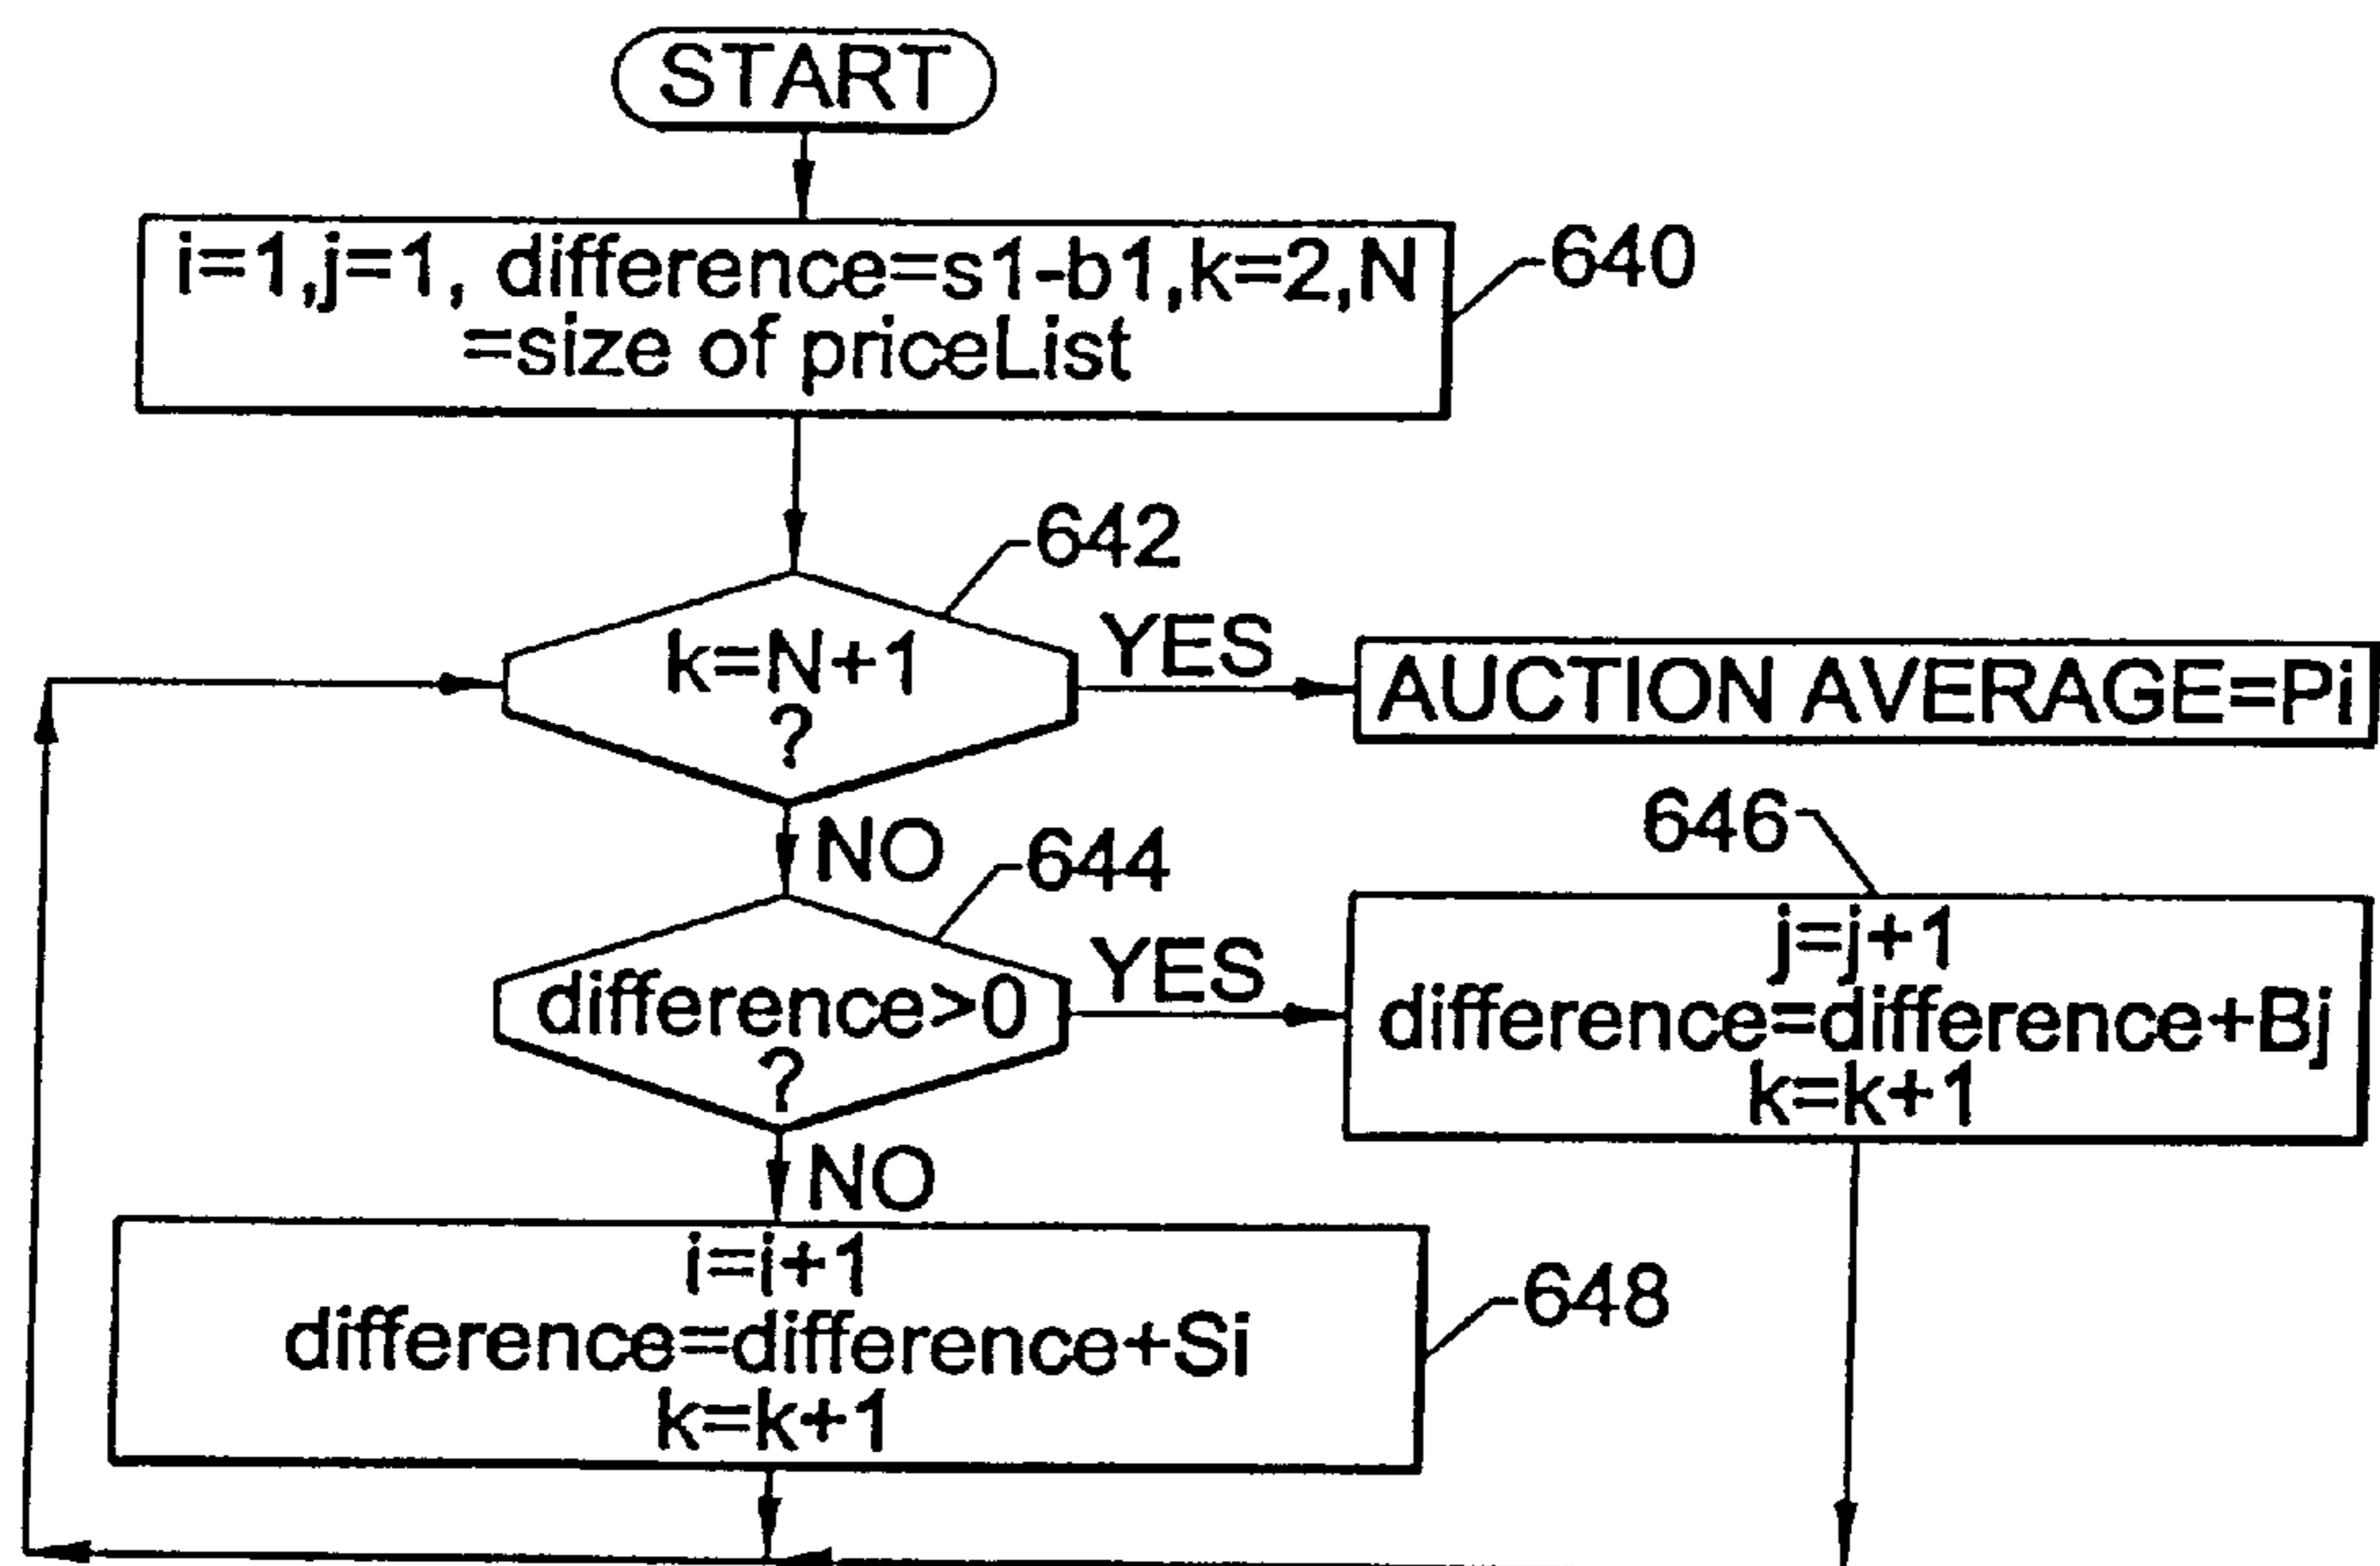 START
i=1,j=1, difference=s1-b1,k=2,N
=size of priceList
640
642
k=N+1
?
YES
AUCTION AVERAGE=Pi
NO
644
646
difference>0
?
YES
j=j+1
difference=difference+Bj
k=k+1
NO
i=i+1
difference=difference+Si
k=k+1
648